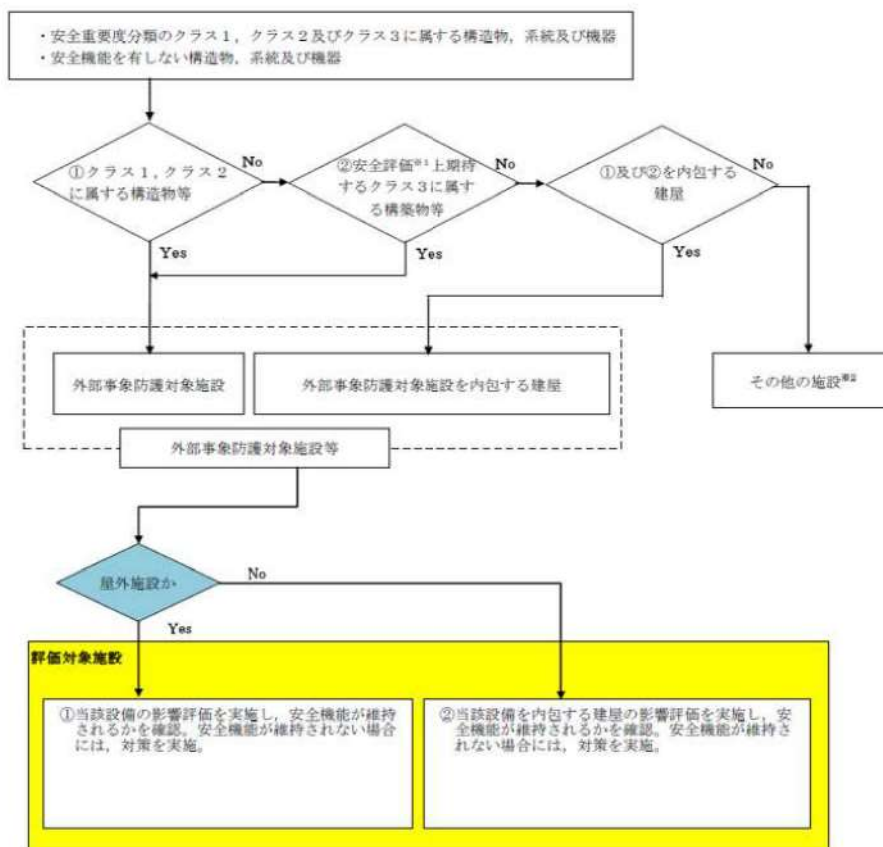 ・安全重要度分類のクラス１，クラス２及びクラス３に属する構造物，系統及び機器
・安全機能を有しない構造物，系統及び機器
①クラス１，クラス２
に属する構造物等
No
②安全評価※１上期待
するクラス３に属す
る構築物等
No
①及び②を内包する
建屋
No
Yes
Yes
Yes
外部事象防護対象施設
外部事象防護対象施設を内包する建屋
その他の施設※２
外部事象防護対象施設等
屋外施設か
No
Yes
評価対象施設
①当該設備の影響評価を実施し，安全機能が維持
されるかを確認。安全機能が維持されない場合
には，対策を実施。
②当該設備を内包する建屋の影響評価を実施し，安
全機能が維持されるかを確認。安全機能が維持さ
れない場合には，対策を実施。